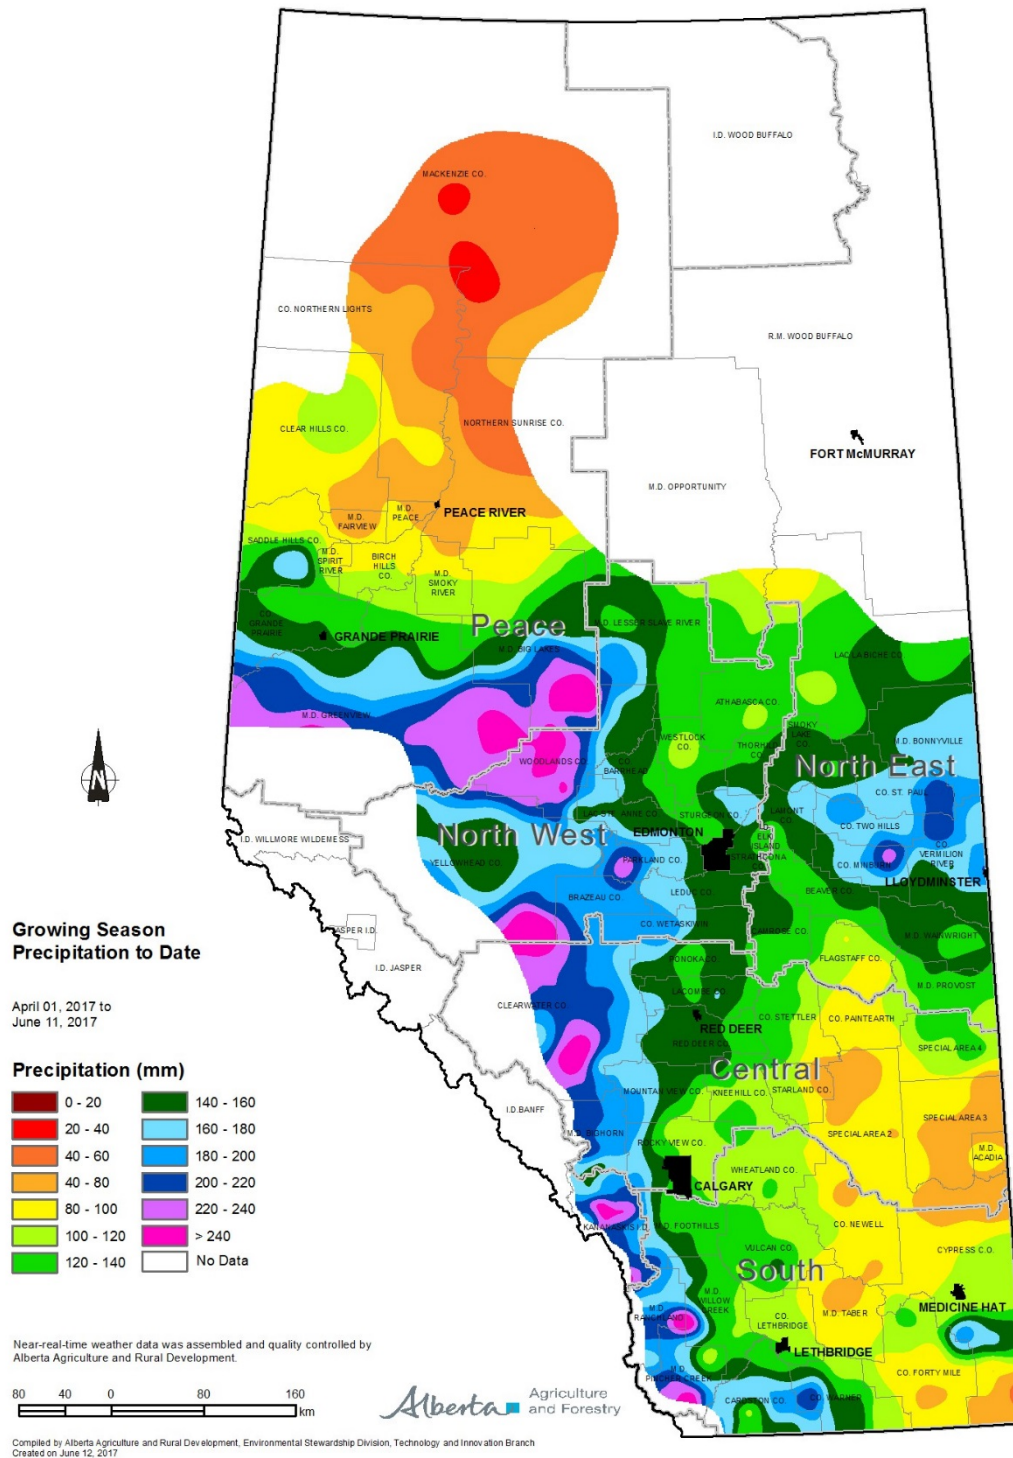 I.D. WOOD BUFFALO
MACKENZIE CO.
CO. NORTHERN LIGHTS
R.M. WOOD BUFFALO
CLEAR HILLS CO.
NORTHERN SUNRISE CO.
FORT McMURRAY
M.D. OPPORTUNITY
PEACE RIVER
M.D.
FAIRVIEW
M.D.
PEACE
SADDLE HILLS CO.
M.D.
SPIRIT
RIVER
BIRCH
HILLS
CO.
M.D.
SMOKY
RIVER
CO.
GRANDE
PRAIRIE
GRANDE PRAIRIE
Peace
M.D. LESSER SLAVE RIVER
M.D. BIG LAKES
LAC LA BICHE CO.
M.D. GREENVIEW
ATHABASCA CO.
WESTLOCK
CO.
THORHILD
CO.
SMOKY
LAKE
CO.
M.D. BONNYVILLE
WOODLANDS CO.
CO.
BARRHEAD
North East
CO. ST. PAUL
LAC STE. ANNE CO.
STURGEON CO.
LAMONT
CO.
CO. TWO HILLS
North West
EDMONTON
I.D.
ELK
ISLAND
STRATHCONA
CO.
I.D. WILLMORE WILDERNESS
YELLOWHEAD CO.
PARKLAND CO.
CO. MINBURN
CO.
VERMILION
RIVER
LLOYDMINSTER
LEDUC CO.
BEAVER CO.
BRAZEAU CO.
CO. WETASKIWIN
CAMROSE CO.
M.D. WAINWRIGHT
JASPER I.D.
I.D. JASPER
PONOKA CO.
FLAGSTAFF CO.
M.D. PROVOST
CLEARWATER CO.
LACOMBE CO.
RED DEER
CO. STETTLER
CO. PAINTEARTH
RED DEER CO.
SPECIAL AREA 4
Central
I.D. BANFF
MOUNTAIN VIEW CO.
KNEEHILL CO.
STARLAND CO.
SPECIAL AREA 3
M.D. BIGHORN
SPECIAL AREA 2
ROCKY VIEW CO.
M.D.
ACADIA
WHEATLAND CO.
CALGARY
KANANASKIS I.D.
M.D. FOOTHILLS
CO. NEWELL
VULCAN CO.
CYPRESS CO.
South
M.D.
WILLOW
CREEK
MEDICINE HAT
M.D.
RANCHLAND
CO.
LETHBRIDGE
M.D. TABER
LETHBRIDGE
M.D.
PINCHER CREEK
CO. FORTY MILE
CARDSTON CO.
CO. WARNER
N
Growing Season
Precipitation to Date
April 01, 2017 to
June 11, 2017
Precipitation (mm)
0 - 20
20 - 40
40 - 60
40 - 80
80 - 100
100 - 120
120 - 140
140 - 160
160 - 180
180 - 200
200 - 220
220 - 240
> 240
No Data
Near-real-time weather data was assembled and quality controlled by
Alberta Agriculture and Rural Development.
80 40 0 80 160
km
Alberta Agriculture
and Forestry
Compiled by Alberta Agriculture and Rural Development, Environmental Stewardship Division, Technology and Innovation Branch
Created on June 12, 2017